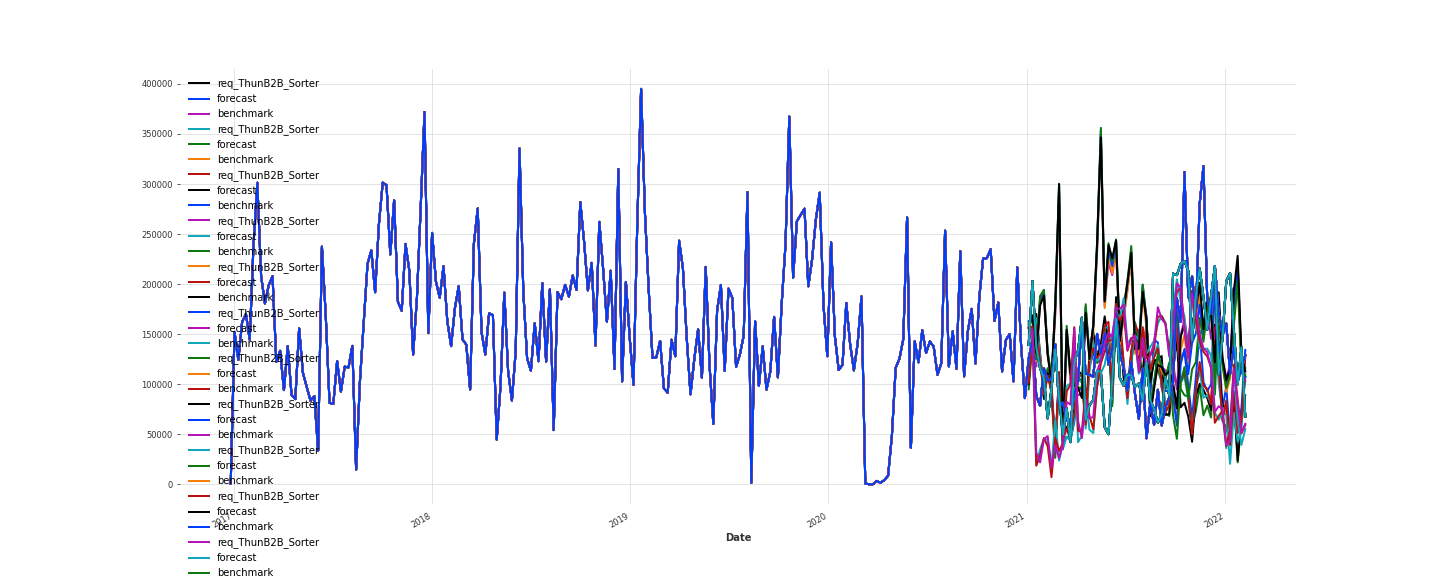 400000
350000
300000
250000
200000
150000
100000
50000
0
req_ThunB2B_Sorter
forecast
benchmark
req_ThunB2B_Sorter
forecast
benchmark
req_ThunB2B_Sorter
forecast
benchmark
req_ThunB2B_Sorter
forecast
benchmark
req_ThunB2B_Sorter
forecast
benchmark
req_ThunB2B_Sorter
forecast
benchmark
req_ThunB2B_Sorter
forecast
benchmark
req_ThunB2B_Sorter
forecast
benchmark
req_ThunB2B_Sorter
forecast
benchmark
req_ThunB2B_Sorter
forecast
benchmark
req_ThunB2B_Sorter
forecast
benchmark
2017
2018
2019
2020
2021
2022
Date